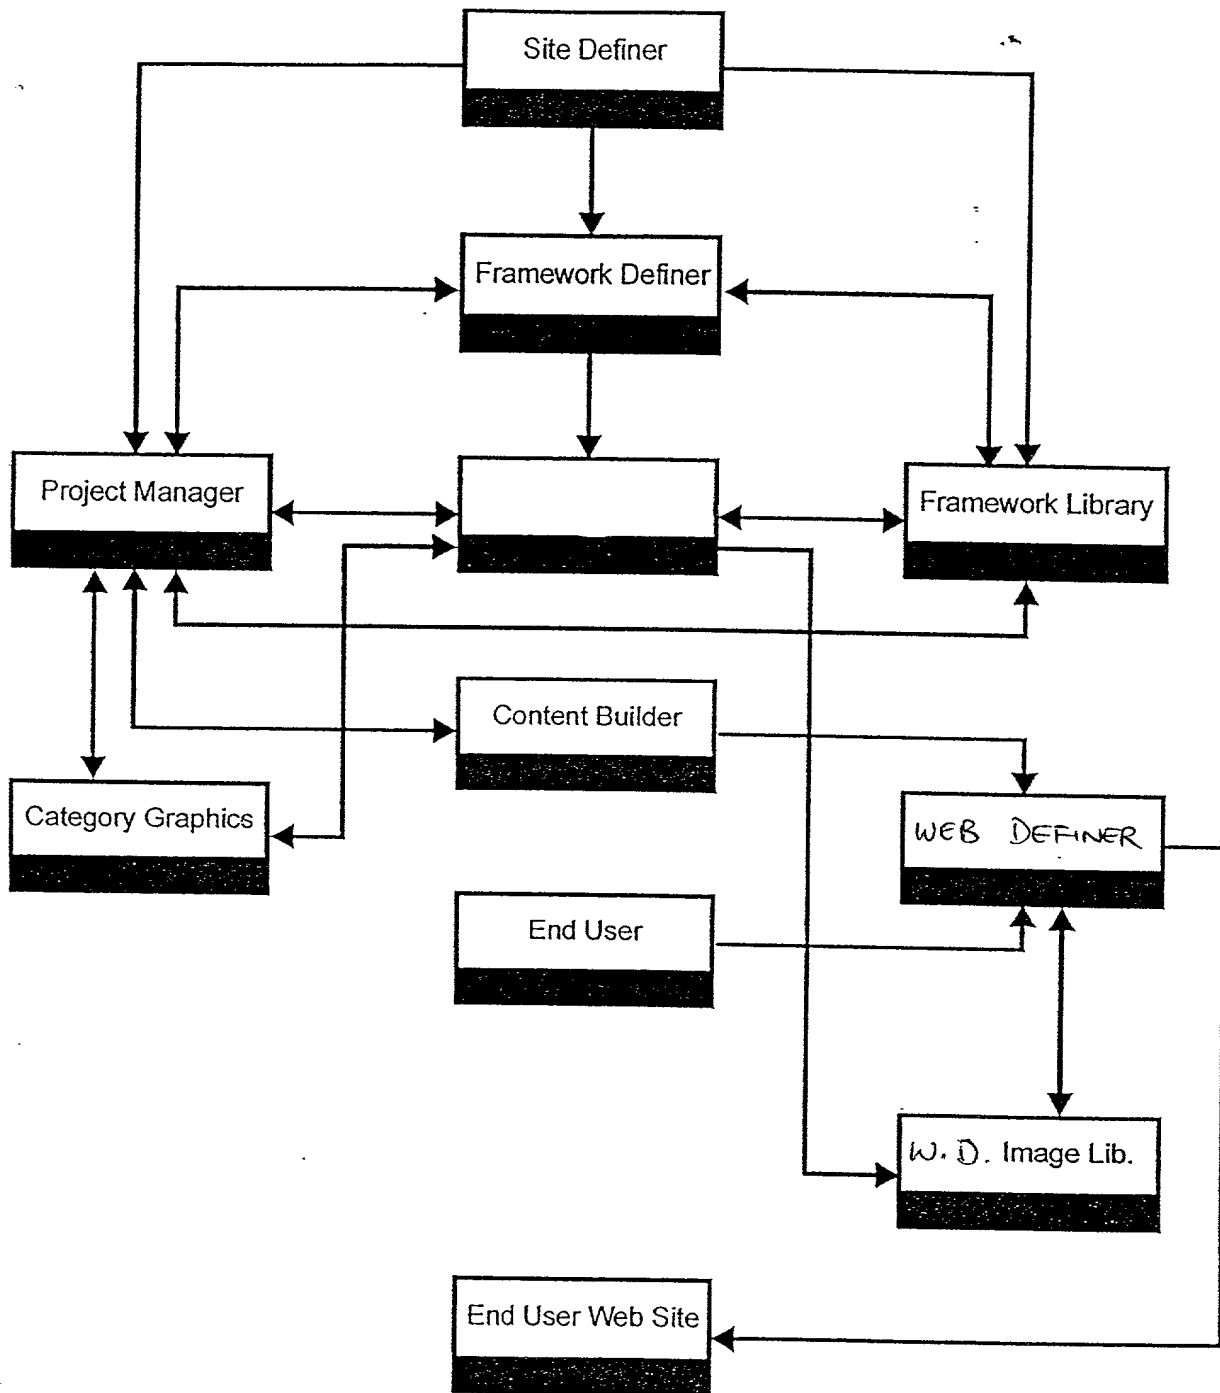 Site Definer
Framework Definer
Project Manager
Framework Library
Content Builder
Category Graphics
WEB DEFINER
End User
W.D. Image Lib.
End User Web Site